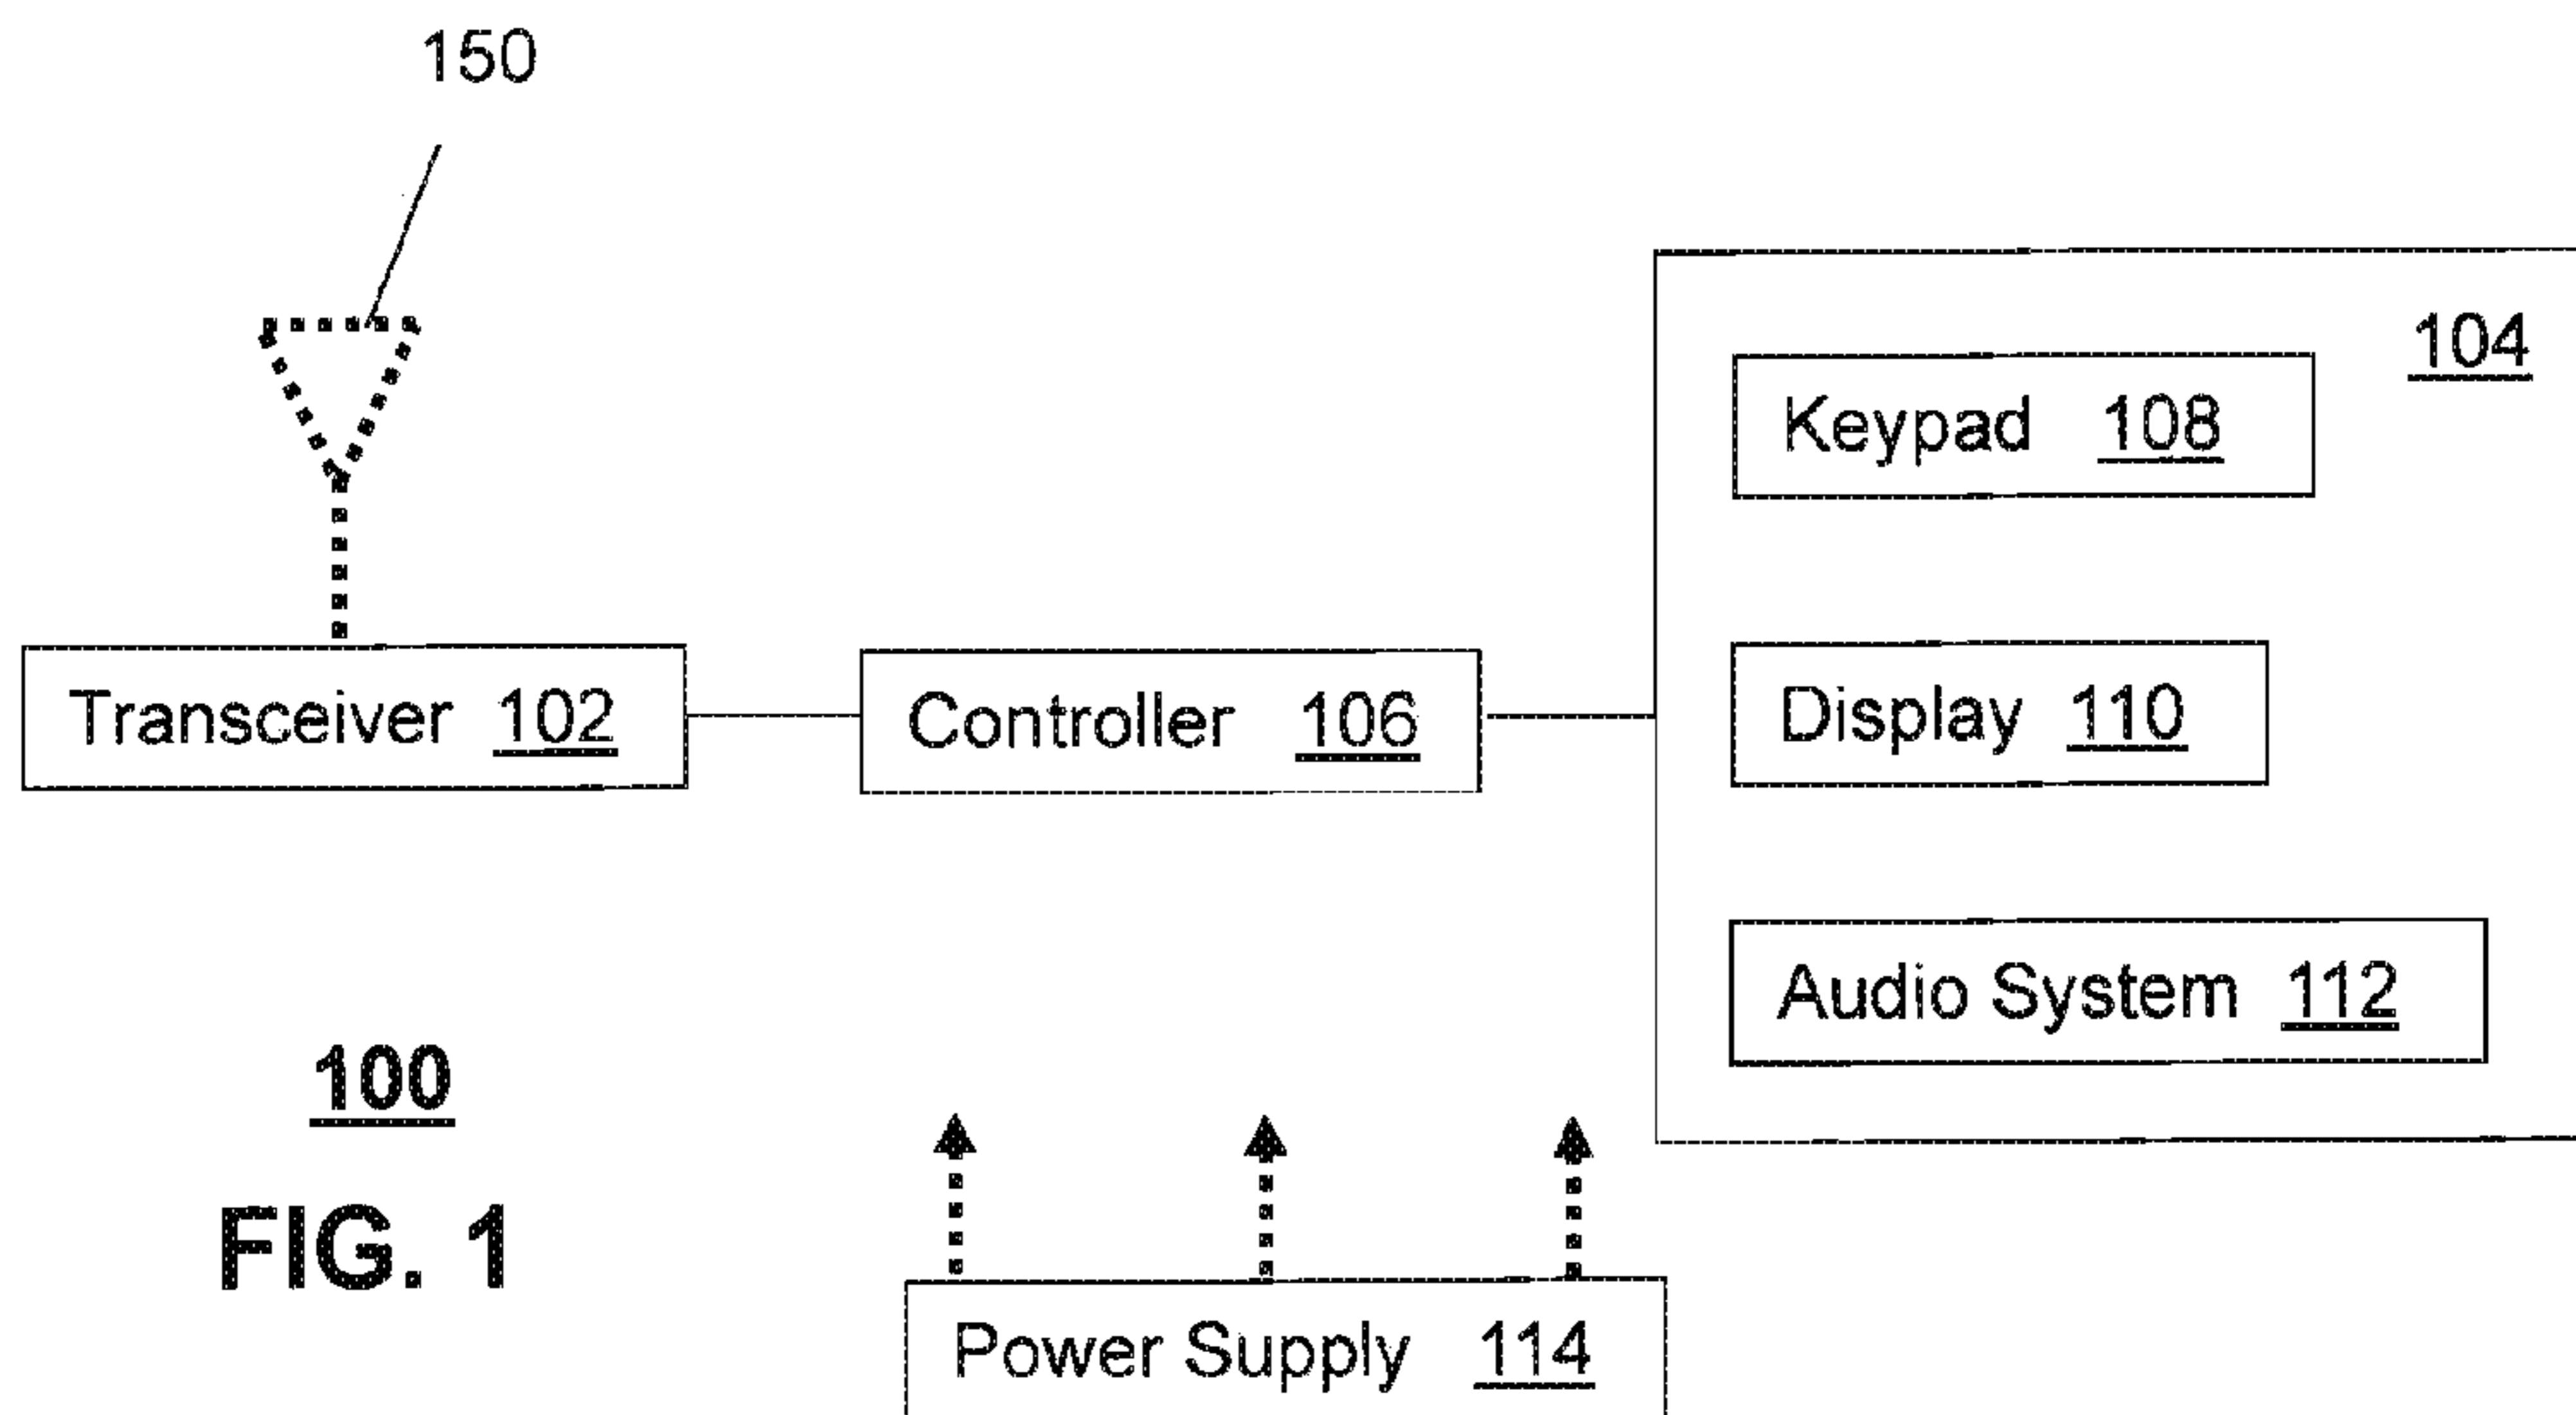 150
104
Keypad 108
Transceiver 102
Controller 106
Display 110
Audio System 112
100
FIG. 1
Power Supply 114